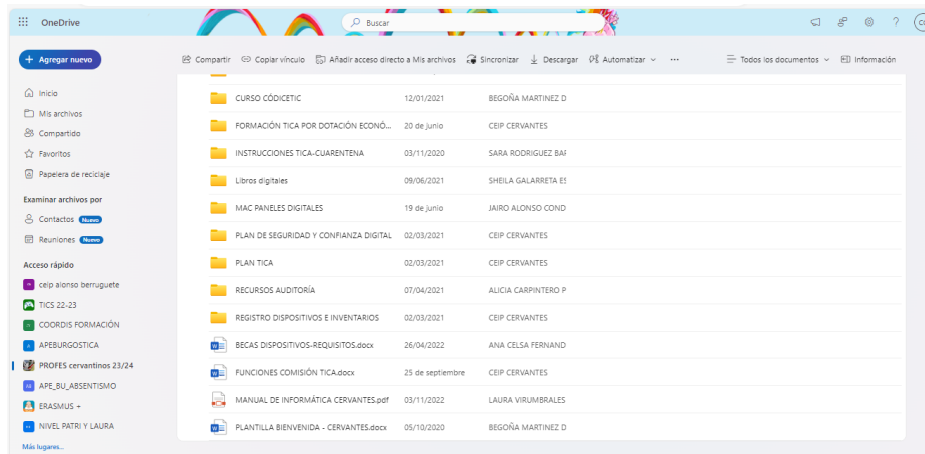 OneDrive
Buscar
Agregar nuevo
Compartir Copiar vínculo Añadir acceso directo a Mis archivos Sincronizar Descargar Automatizar ... Todos los documentos Información
Inicio
Mis archivos
Compartido
Favoritos
Papelera de reciclaje
Examinar archivos por
Contactos Nuevo
Reuniones Nuevo
Acceso rápido
ceip alonso berruguete
TICS 22-23
COORDIS FORMACIÓN
APEBURGOSTICA
PROFES cervantinos 23/24
APE_BU_ABSENTISMO
ERASMUS +
NIVEL PATRI Y LAURA
Más lugares...
CURSO CÓDICETIC 12/01/2021 BEGOÑA MARTINEZ D
FORMACIÓN TICA POR DOTACIÓN ECONÓ... 20 de junio CEIP CERVANTES
INSTRUCCIONES TICA-CUARENTENA 03/11/2020 SARA RODRIGUEZ BAR
Libros digitales 09/06/2021 SHEILA GALARRETA ES
MAC PANELES DIGITALES 19 de junio JAIRO ALONSO COND
PLAN DE SEGURIDAD Y CONFIANZA DIGITAL 02/03/2021 CEIP CERVANTES
PLAN TICA 02/03/2021 CEIP CERVANTES
RECURSOS AUDITORÍA 07/04/2021 ALICIA CARPINTERO P
REGISTRO DISPOSITIVOS E INVENTARIOS 02/03/2021 CEIP CERVANTES
BECAS DISPOSITIVOS-REQUISITOS.docx 26/04/2022 ANA CELSA FERNAND
FUNCIONES COMISIÓN TICA.docx 25 de septiembre CEIP CERVANTES
MANUAL DE INFORMÁTICA CERVANTES.pdf 03/11/2022 LAURA VIRUMBRALES
PLANTILLA BIENVENIDA - CERVANTES.docx 05/10/2020 BEGOÑA MARTINEZ D